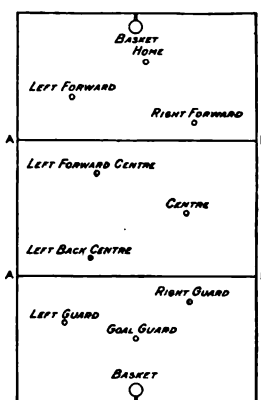 BASKET
HOME
LEFT FORWARD
RIGHT FORWARD
A
LEFT FORWARD CENTRE
CENTRE
LEFT BACK CENTRE
A
RIGHT GUARD
LEFT GUARD
GOAL GUARD
BASKET